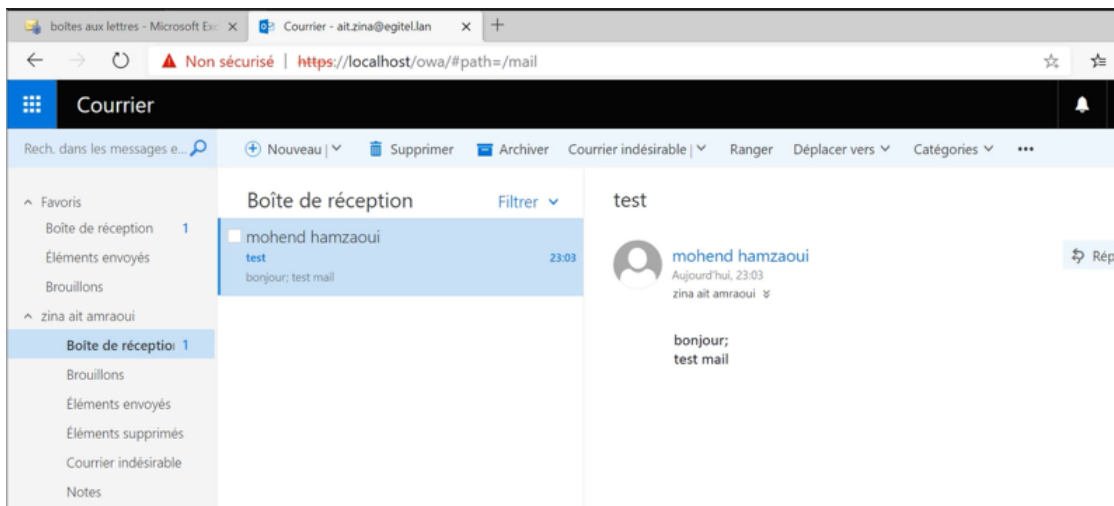 boîtes aux lettres - Microsoft Exc
Courrier - ait.zina@egitel.lan
Non sécurisé | https://localhost/owa/#path=/mail
Courrier
Rech. dans les messages e...
Nouveau |
Supprimer
Archiver
Courrier indésirable |
Ranger
Déplacer vers
Catégories
Favoris
Boîte de réception 1
Éléments envoyés
Brouillons
zina ait amraoui
Boîte de réception 1
Brouillons
Éléments envoyés
Éléments supprimés
Courrier indésirable
Notes
Boîte de réception
Filtrer
mohend hamzaoui
test 23:03
bonjour; test mail
test
mohend hamzaoui
Aujourd'hui, 23:03
zina ait amraoui
Rép
bonjour;
test mail